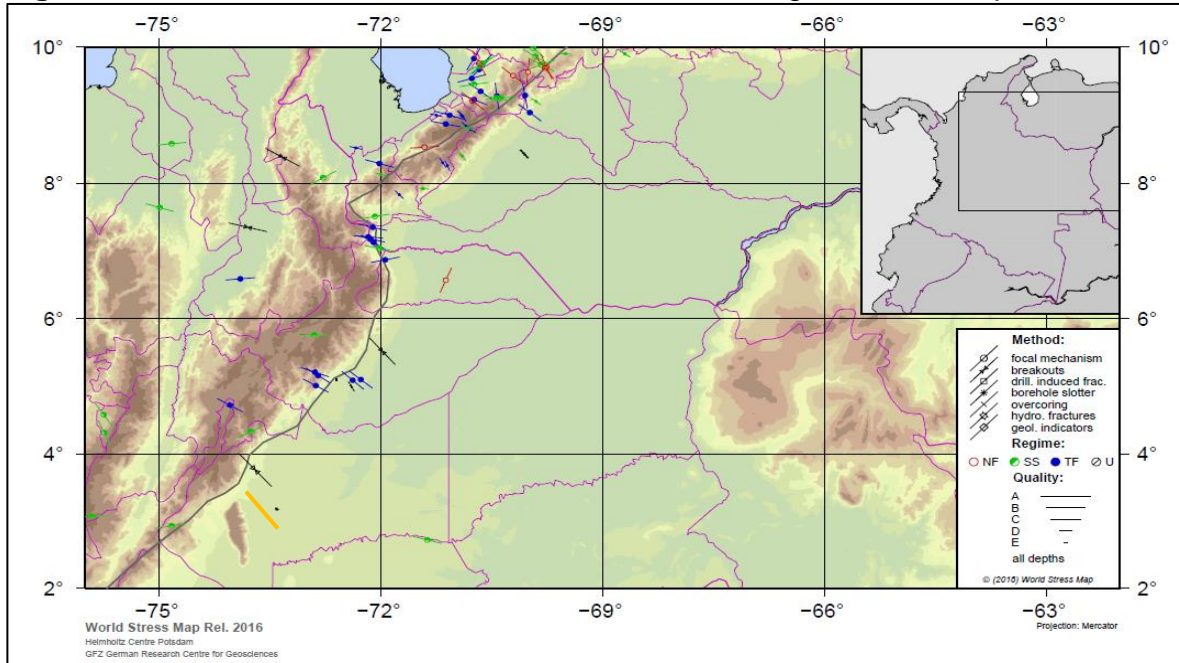 −75° −72° −69° −66° −63°
10° 10°
8° 8°
6° 6°
4° 4°
2° 2°
Method:
focal mechanism
breakouts
drill. induced frac.
borehole slotter
overcoring
hydro. fractures
geol. indicators
Regime:
NF SS TF U
Quality:
A
B
C
D
E
all depths
© (2016) World Stress Map
−75° −72° −69° −66° −63°
World Stress Map Rel. 2016
Helmholtz Centre Potsdam
GFZ German Research Centre for Geosciences
Projection: Mercator